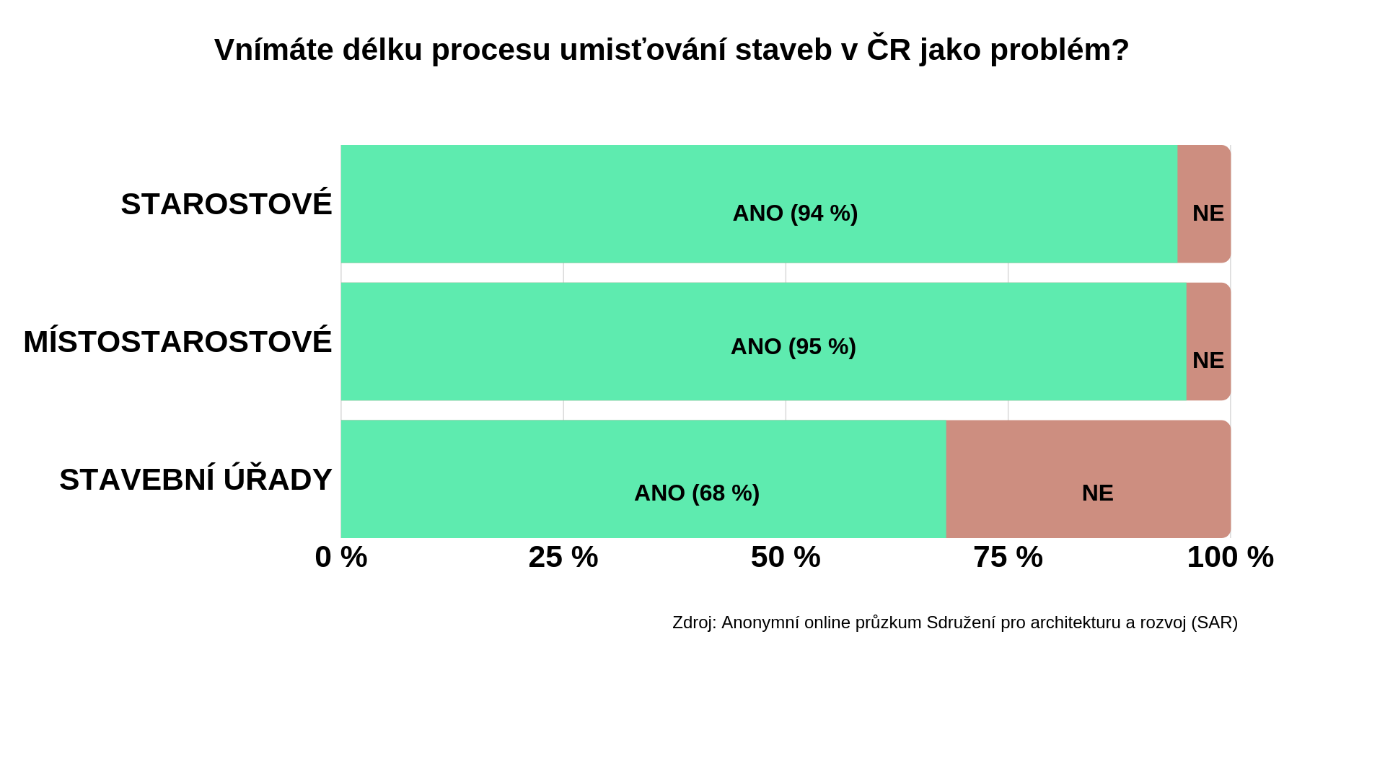 Vnímáte délku procesu umisťování staveb v ČR jako problém?
STAROSTOVÉ
ANO (94 %)
NE
MÍSTOSTAROSTOVÉ
ANO (95 %)
NE
STAVEBNÍ ÚŘADY
ANO (68 %)
NE
0 %
25 %
50 %
75 %
100 %
Zdroj: Anonymní online průzkum Sdružení pro architekturu a rozvoj (SAR)